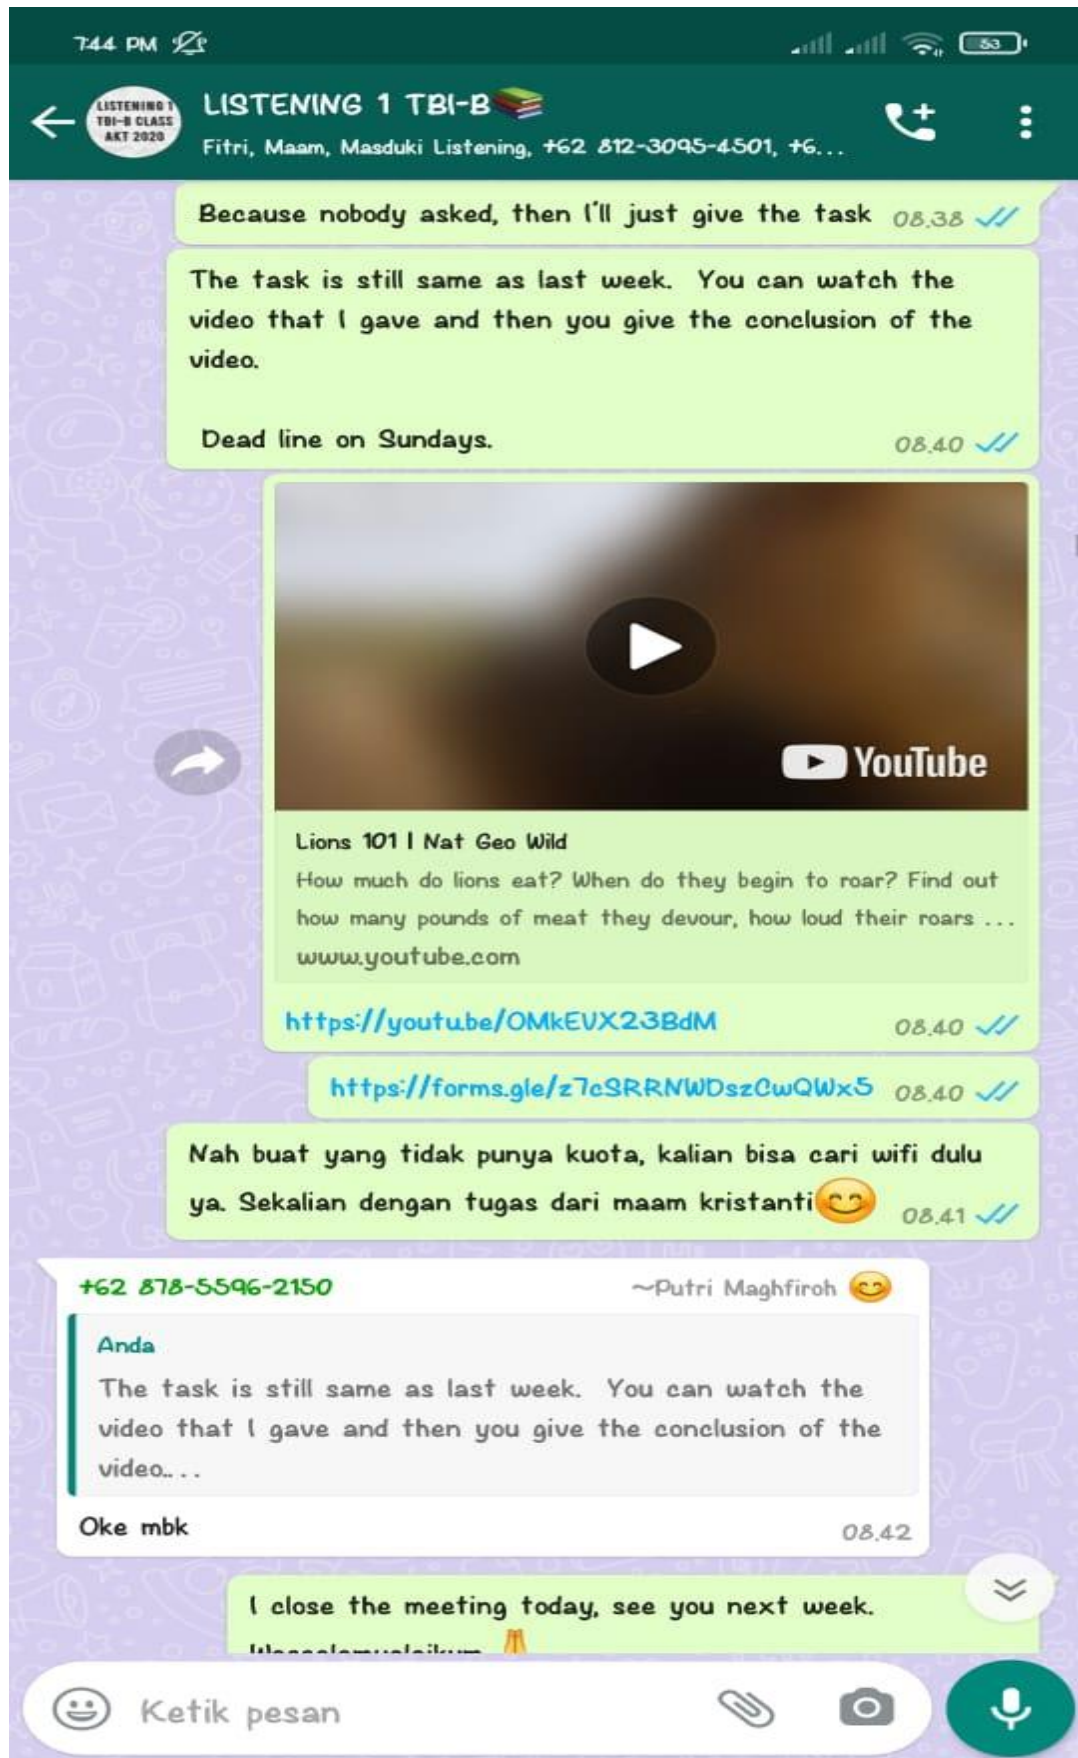 7:44 PM
53
LISTENING 1
TBI-B CLASS
AKT 2020
LISTENING 1 TBI-B
Fitri, Maam, Masduki Listening, +62 812-3095-4501, +6...
Because nobody asked, then I'll just give the task 08.38
The task is still same as last week. You can watch the
video that I gave and then you give the conclusion of the
video.
Dead line on Sundays. 08.40
YouTube
Lions 101 | Nat Geo Wild
How much do lions eat? When do they begin to roar? Find out
how many pounds of meat they devour, how loud their roars ...
www.youtube.com
https://youtu.be/OMkEVX23BdM 08.40
https://forms.gle/z7cSRRNWDszCwQWx5 08.40
Nah buat yang tidak punya kuota, kalian bisa cari wifi dulu
ya. Sekalian dengan tugas dari maam kristanti😊 08.41
+62 878-5596-2150 ~Putri Maghfiroh 😊
Anda
The task is still same as last week. You can watch the
video that I gave and then you give the conclusion of the
video....
Oke mbk 08.42
I close the meeting today, see you next week.
Wassalamualaikum 🙏
Ketik pesan